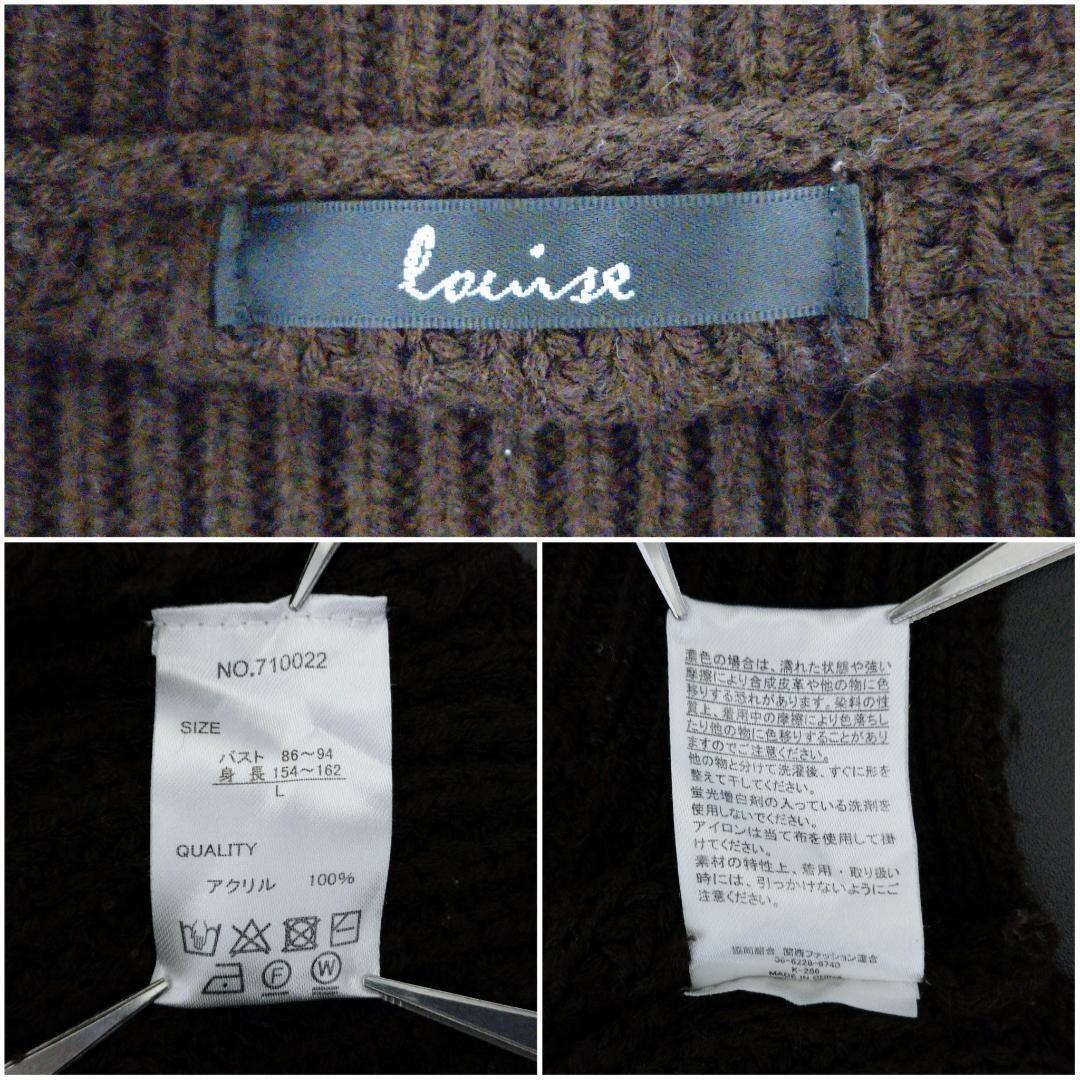 louise
NO.710022
SIZE
バスト 86～94
身長 154～162
L
QUALITY
アクリル 100%
F W
濃色の場合は、濡れた状態や強い
摩擦により合成皮革や他の物に色
移りする恐れがあります。染料の性
質上、着用中の摩擦により色落ちし
たり他の物に色移りすることがあり
ますのでご注意ください。
他の物と分けて洗濯後、すぐに形を
整えて干してください。
蛍光増白剤の入っている洗剤を
使用しないでください。
アイロンは当て布を使用して掛
けてください。
素材の特性上、着用・取り扱い
時には、引っかけないようにご
注意ください。
協同組合 関西ファッション連合
06-6228-6740
K-286
MADE IN CHINA